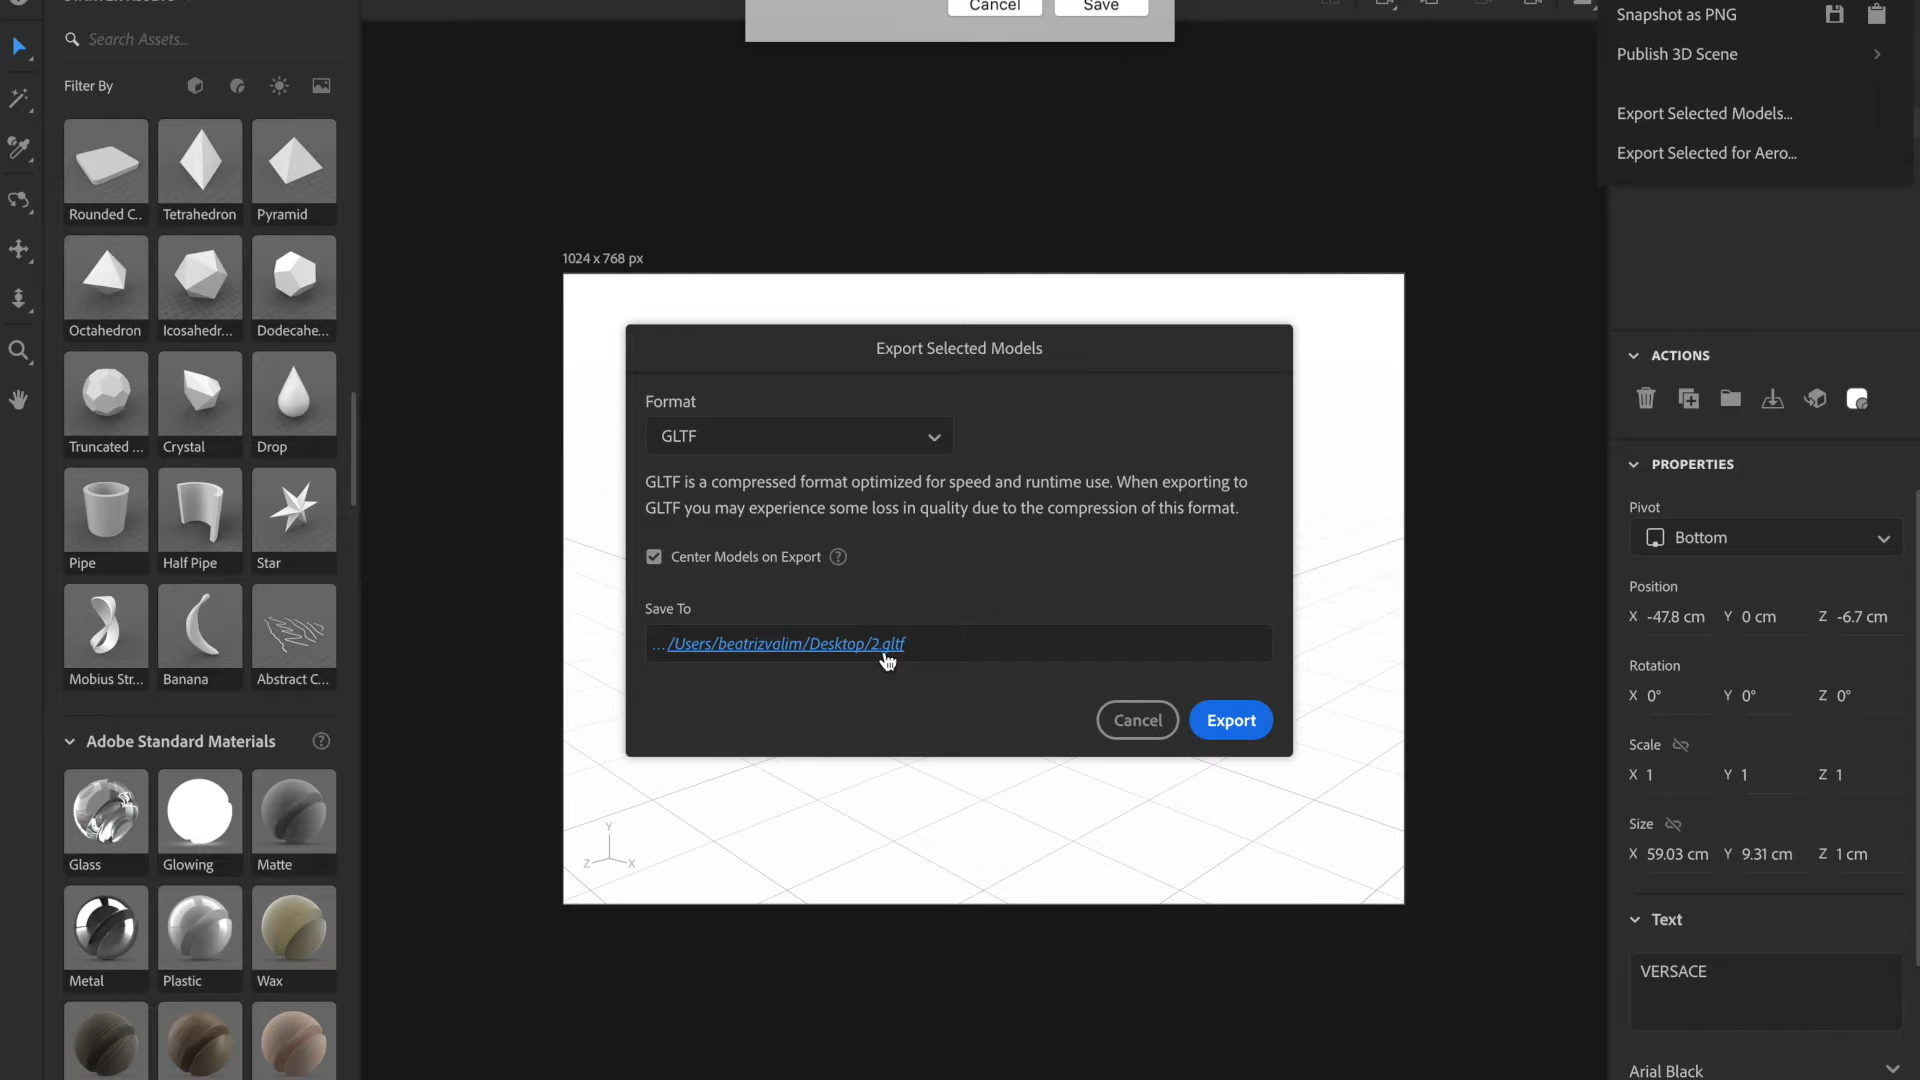 Search Assets...
Filter By
Rounded C..
Tetrahedron
Pyramid
Octahedron
Icosahedr...
Dodecahe...
Truncated ...
Crystal
Drop
Pipe
Half Pipe
Star
Mobius Str...
Banana
Abstract C...
Adobe Standard Materials
Glass
Glowing
Matte
Metal
Plastic
Wax
Cancel
Save
1024 x 768 px
Export Selected Models
Format
GLTF
GLTF is a compressed format optimized for speed and runtime use. When exporting to
GLTF you may experience some loss in quality due to the compression of this format.
Center Models on Export ?
Save To
.../Users/beatrizvalim/Desktop/2.gltf
Cancel
Export
Y
Z X
Snapshot as PNG
Publish 3D Scene
Export Selected Models...
Export Selected for Aero...
ACTIONS
PROPERTIES
Pivot
Bottom
Position
X -47.8 cm Y 0 cm Z -6.7 cm
Rotation
X 0° Y 0° Z 0°
Scale
X 1 Y 1 Z 1
Size
X 59.03 cm Y 9.31 cm Z 1 cm
Text
VERSACE
Arial Black